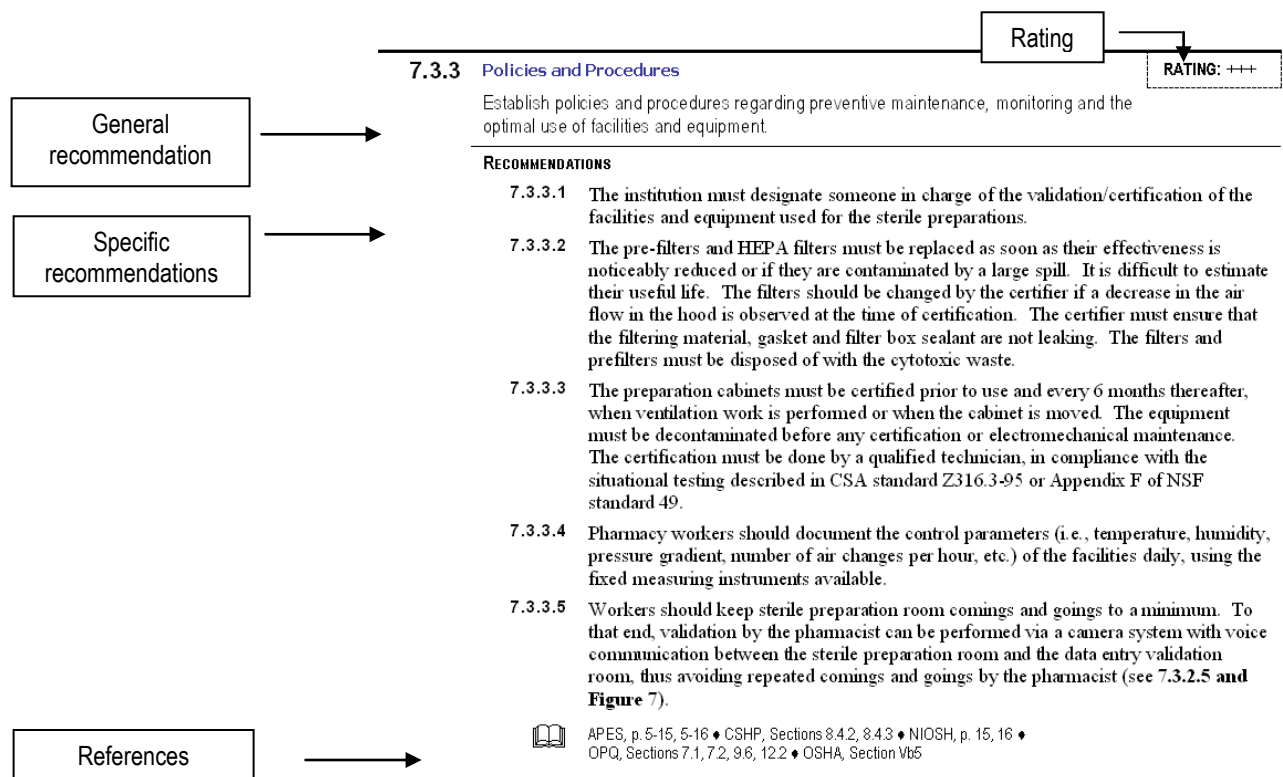 Rating
7.3.3 Policies and Procedures
RATING: +++
Establish policies and procedures regarding preventive maintenance, monitoring and the
optimal use of facilities and equipment.
General
recommendation
RECOMMENDATIONS
7.3.3.1 The institution must designate someone in charge of the validation/certification of the
facilities and equipment used for the sterile preparations.
Specific
recommendations
7.3.3.2 The pre-filters and HEPA filters must be replaced as soon as their effectiveness is
noticeably reduced or if they are contaminated by a large spill. It is difficult to estimate
their useful life. The filters should be changed by the certifier if a decrease in the air
flow in the hood is observed at the time of certification. The certifier must ensure that
the filtering material, gasket and filter box sealant are not leaking. The filters and
prefilters must be disposed of with the cytotoxic waste.
7.3.3.3 The preparation cabinets must be certified prior to use and every 6 months thereafter,
when ventilation work is performed or when the cabinet is moved. The equipment
must be decontaminated before any certification or electromechanical maintenance.
The certification must be done by a qualified technician, in compliance with the
situational testing described in CSA standard Z316.3-95 or Appendix F of NSF
standard 49.
7.3.3.4 Pharmacy workers should document the control parameters (i.e., temperature, humidity,
pressure gradient, number of air changes per hour, etc.) of the facilities daily, using the
fixed measuring instruments available.
7.3.3.5 Workers should keep sterile preparation room comings and goings to a minimum. To
that end, validation by the pharmacist can be performed via a camera system with voice
communication between the sterile preparation room and the data entry validation
room, thus avoiding repeated comings and goings by the pharmacist (see 7.3.2.5 and
Figure 7).
References
APES, p. 5-15, 5-16 ♦ CSHP, Sections 8.4.2, 8.4.3 ♦ NIOSH, p. 15, 16 ♦
OPQ, Sections 7.1, 7.2, 9.6, 12.2 ♦ OSHA, Section Vb5